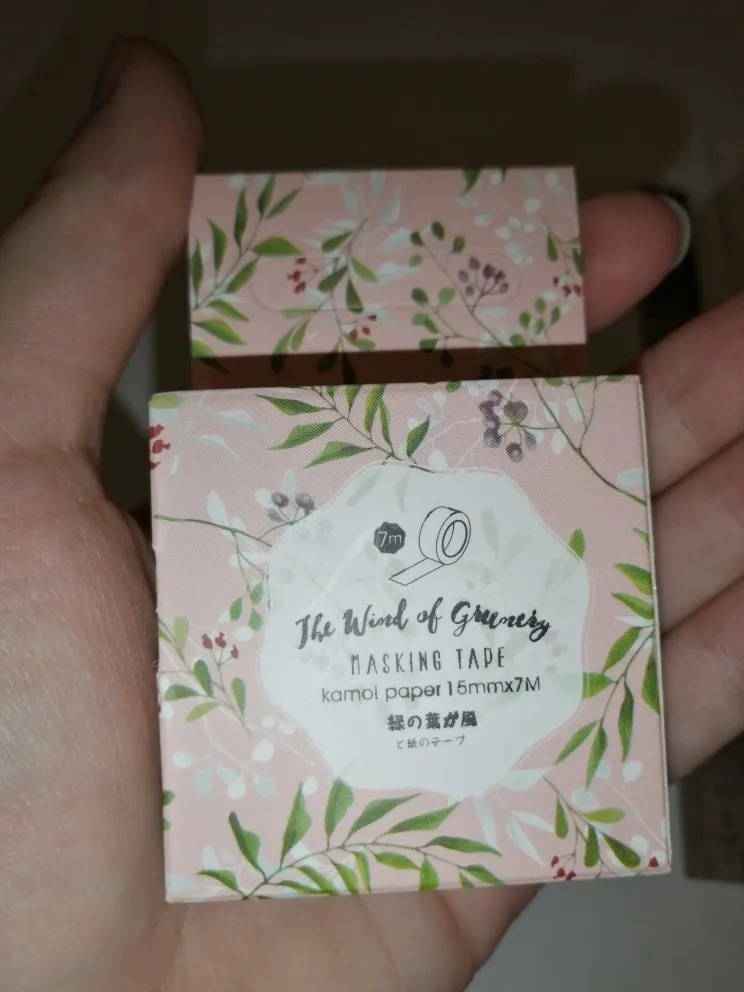 7m
The Wind of Greenery
MASKING TAPE
kamoi paper 15mmx7M
緑の葉が風
と紙のテープ